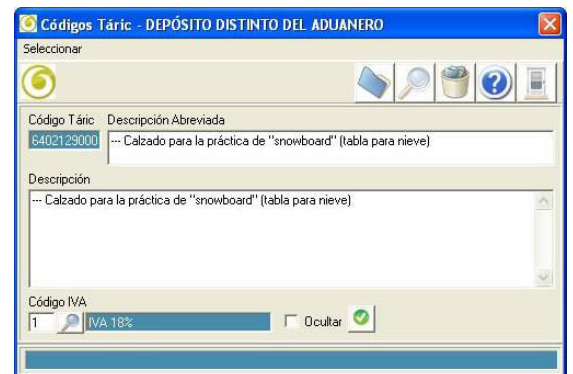 Códigos Táric - DEPÓSITO DISTINTO DEL ADUANERO
Seleccionar
Código Táric Descripción Abreviada
6402129000 --- Calzado para la práctica de "snowboard" (tabla para nieve)
Descripción
--- Calzado para la práctica de "snowboard" (tabla para nieve)
Código IVA
1 IVA 18% Ocultar